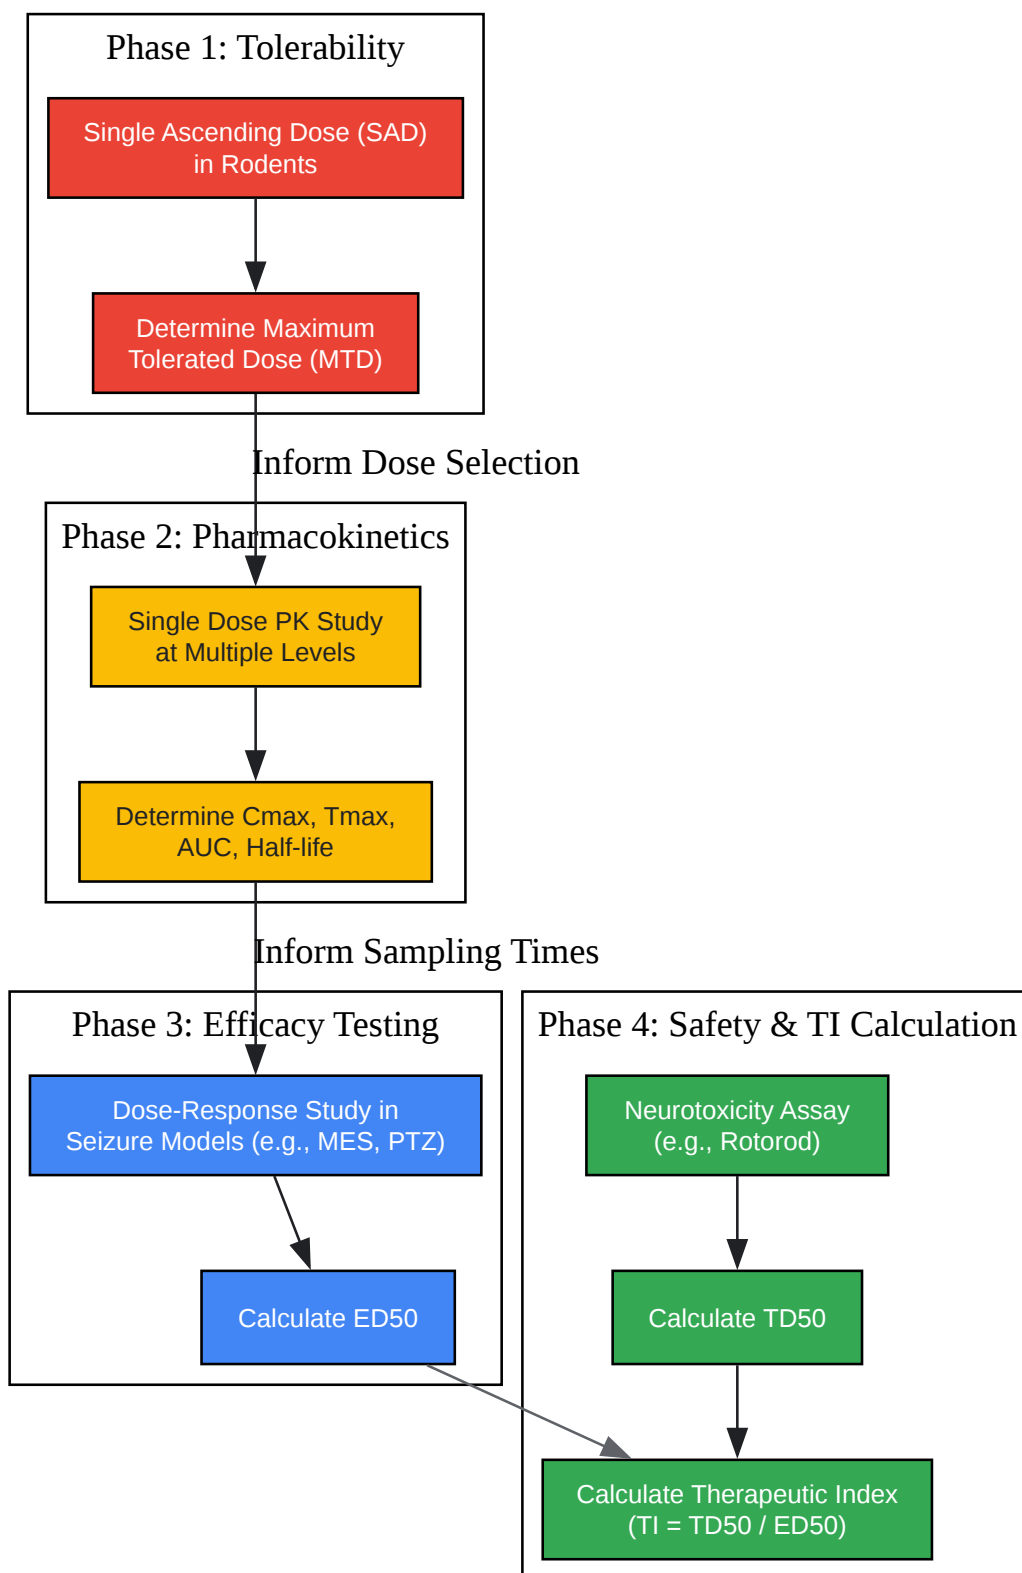 Phase 1: Tolerability
Single Ascending Dose (SAD)
in Rodents
Determine Maximum
Tolerated Dose (MTD)
Inform Dose Selection
Phase 2: Pharmacokinetics
Single Dose PK Study
at Multiple Levels
Determine Cmax, Tmax,
AUC, Half-life
Inform Sampling Times
Phase 3: Efficacy Testing
Dose-Response Study in
Seizure Models (e.g., MES, PTZ)
Calculate ED50
Phase 4: Safety & TI Calculation
Neurotoxicity Assay
(e.g., Rotorod)
Calculate TD50
Calculate Therapeutic Index
(TI = TD50 / ED50)